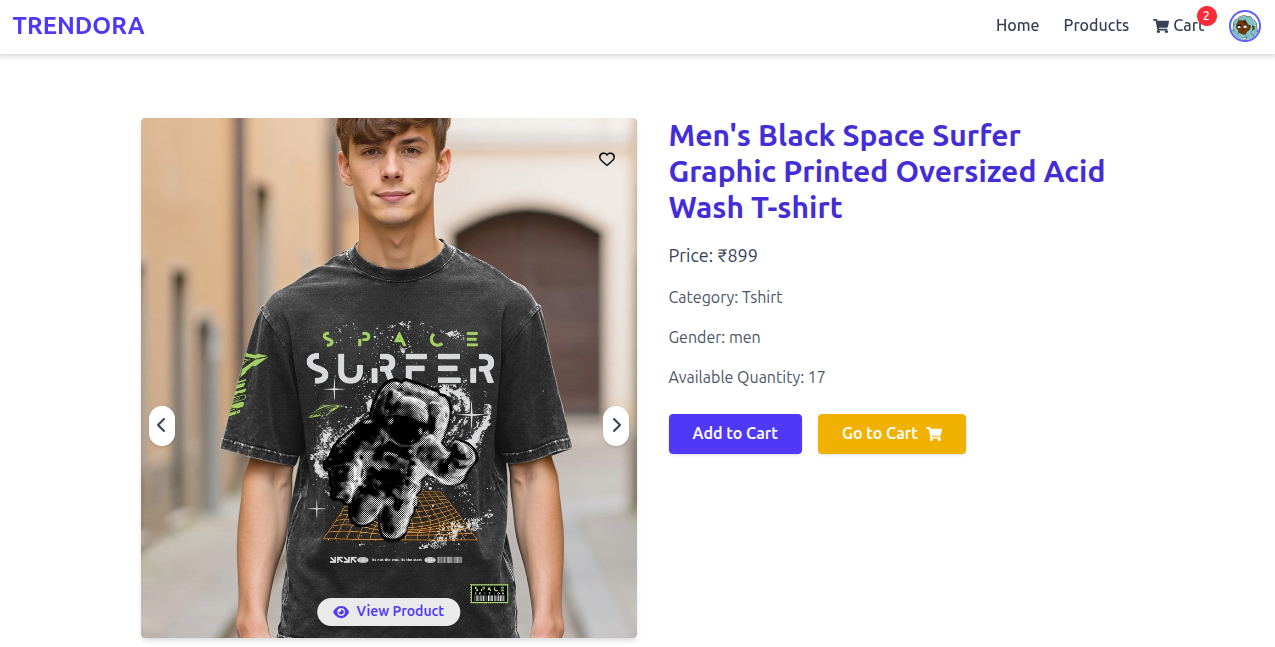 TRENDORA
Home
Products
Cart
2
Men's Black Space Surfer
Graphic Printed Oversized Acid
Wash T-shirt
Price: ₹899
Category: Tshirt
Gender: men
Available Quantity: 17
Add to Cart
Go to Cart
SPACE
SURFER
SPACE
View Product